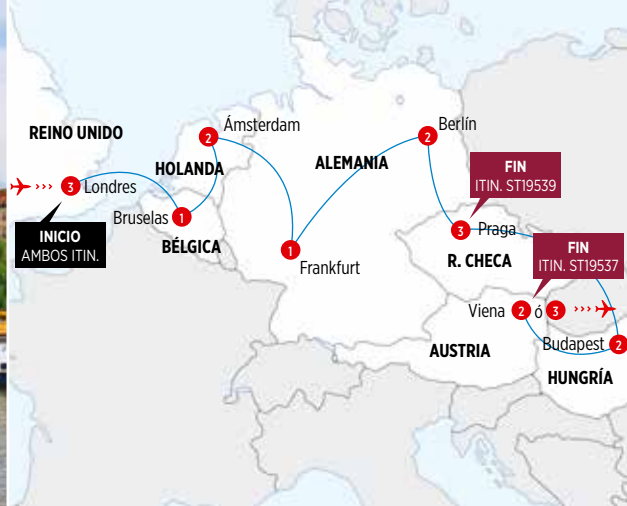 REINO UNIDO
3 Londres
INICIO
AMBOS ITIN.
Bruselas 1
BÉLGICA
2 Ámsterdam
HOLANDA
ALEMANIA
1
Frankfurt
2 Berlín
FIN
ITIN. ST19539
3 Praga
R. CHECA
FIN
ITIN. ST19537
Viena 2 ó 3
AUSTRIA
Budapest 2
HUNGRÍA